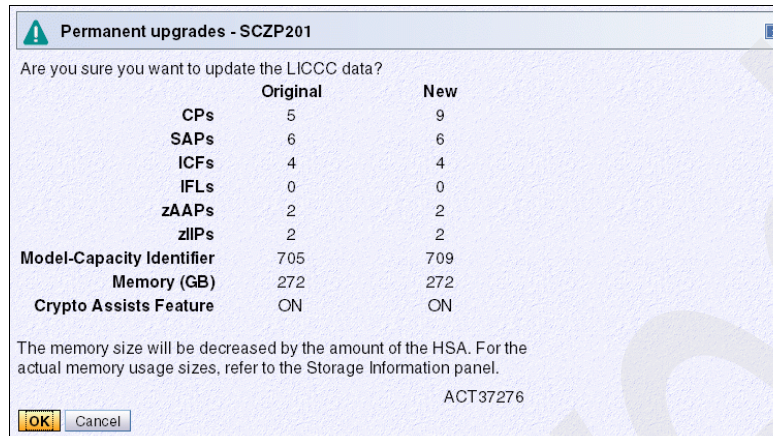 Permanent upgrades - SCZP201
Are you sure you want to update the LICCC data?
Original New
CPs 5 9
SAPs 6 6
ICFs 4 4
IFLs 0 0
zAAPs 2 2
zIIPs 2 2
Model-Capacity Identifier 705 709
Memory (GB) 272 272
Crypto Assists Feature ON ON
The memory size will be decreased by the amount of the HSA. For the
actual memory usage sizes, refer to the Storage Information panel.
ACT37276
OK Cancel